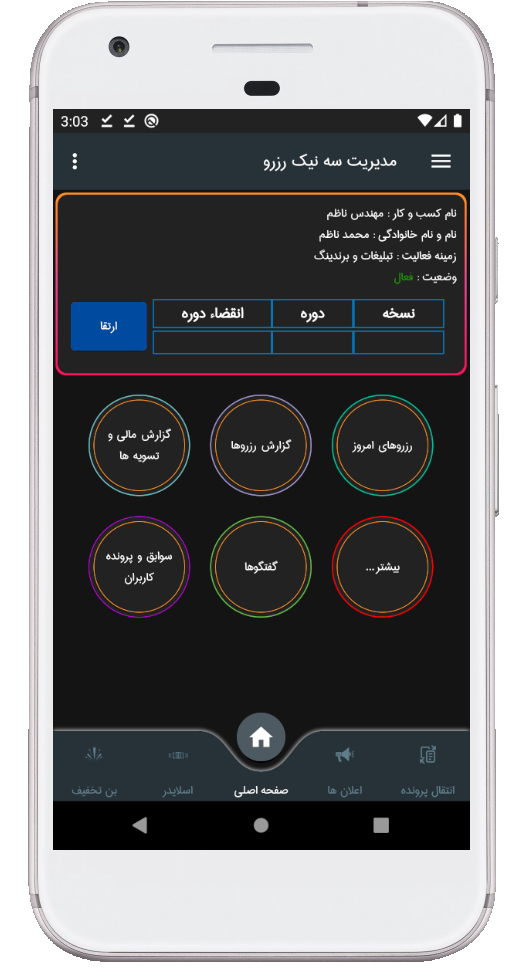 3:03
مدیریت سه نیک رزرو
نام کسب و کار : مهندس ناظم
نام و نام خانوادگی : محمد ناظم
زمینه فعالیت : تبلیغات و برندینگ
وضعیت : فعال
نسخه دوره انقضاء دوره
ارتقا
رزروهای امروز
گزارش رزروها
گزارش مالی و
تسویه ها
بیشتر...
گفتگوها
سوابق و پرونده
کاربران
انتقال پرونده
اعلان ها
صفحه اصلی
اسلایدر
بن تخفیف